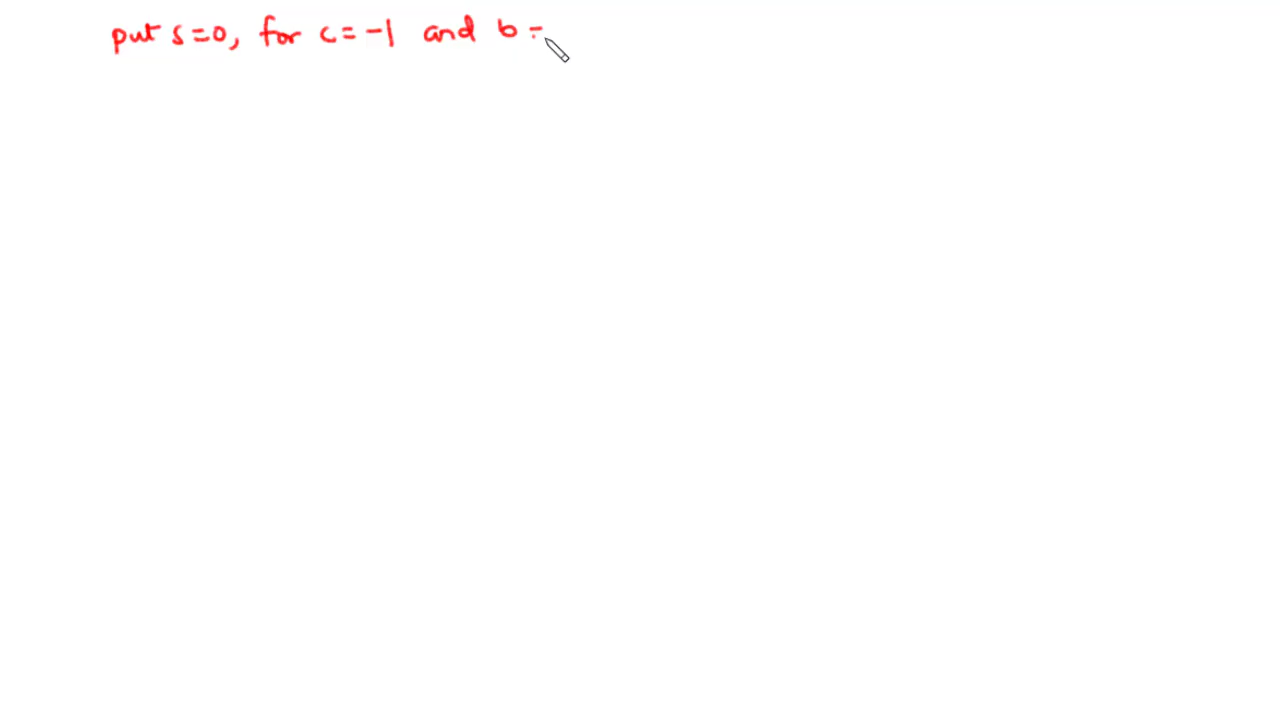 put s=0, for c = -1 and b =